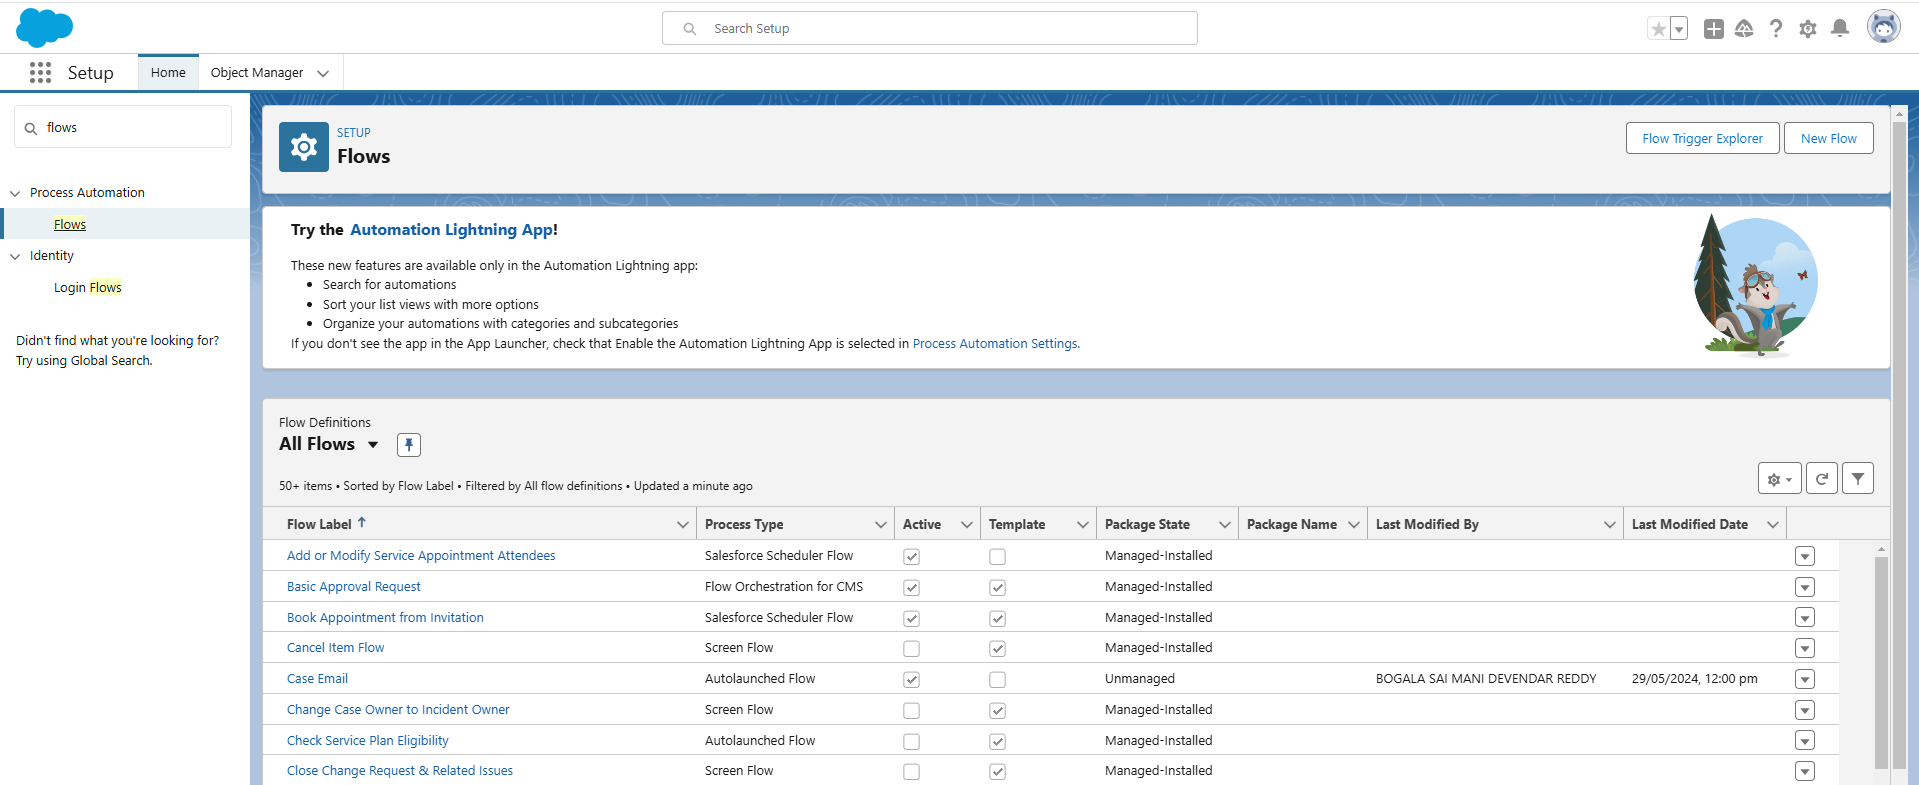 Search Setup
Setup
Home
Object Manager
flows
Process Automation
Flows
Identity
Login Flows
Didn't find what you're looking for?
Try using Global Search.
SETUP
Flows
Flow Trigger Explorer
New Flow
Try the Automation Lightning App!
These new features are available only in the Automation Lightning app:
• Search for automations
• Sort your list views with more options
• Organize your automations with categories and subcategories
If you don't see the app in the App Launcher, check that Enable the Automation Lightning App is selected in Process Automation Settings.
Flow Definitions
All Flows
50+ items • Sorted by Flow Label • Filtered by All flow definitions • Updated a minute ago
Flow Label Process Type Active Template Package State Package Name Last Modified By Last Modified Date
Add or Modify Service Appointment Attendees Salesforce Scheduler Flow Managed-Installed
Basic Approval Request Flow Orchestration for CMS Managed-Installed
Book Appointment from Invitation Salesforce Scheduler Flow Managed-Installed
Cancel Item Flow Screen Flow Managed-Installed
Case Email Autolaunched Flow Unmanaged BOGALA SAI MANI DEVENDAR REDDY 29/05/2024, 12:00 pm
Change Case Owner to Incident Owner Screen Flow Managed-Installed
Check Service Plan Eligibility Autolaunched Flow Managed-Installed
Close Change Request & Related Issues Screen Flow Managed-Installed